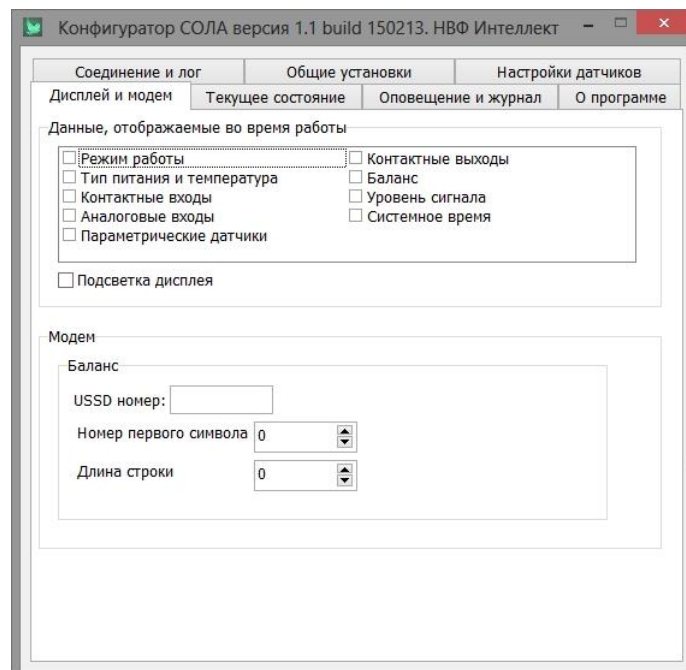 Конфигуратор СОЛА версия 1.1 build 150213. НВФ Интеллект
Соединение и лог Общие установки Настройки датчиков
Дисплей и модем Текущее состояние Оповещение и журнал О программе
Данные, отображаемые во время работы
Режим работы Контактные выходы
Тип питания и температура Баланс
Контактные входы Уровень сигнала
Аналоговые входы Системное время
Параметрические датчики
Подсветка дисплея
Модем
Баланс
USSD номер:
Номер первого символа 0
Длина строки 0